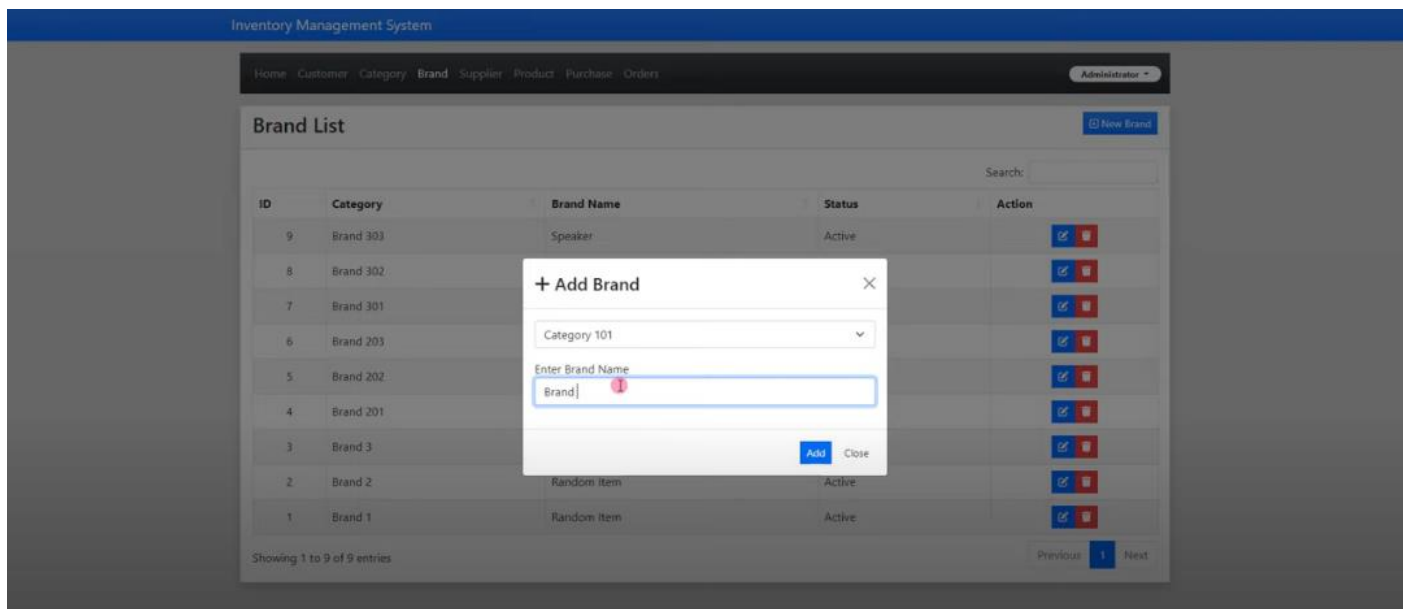 Inventory Management System
Home Customer Category Brand Supplier Product Purchase Orders Administrator
Brand List New Brand
Search:
ID Category Brand Name Status Action
9 Brand 303 Speaker Active
8 Brand 302
7 Brand 301
6 Brand 203
5 Brand 202
4 Brand 201
3 Brand 3
2 Brand 2 Random Item Active
1 Brand 1 Random Item Active
Showing 1 to 9 of 9 entries Previous 1 Next
+ Add Brand
Category 101
Enter Brand Name
Brand
Add Close